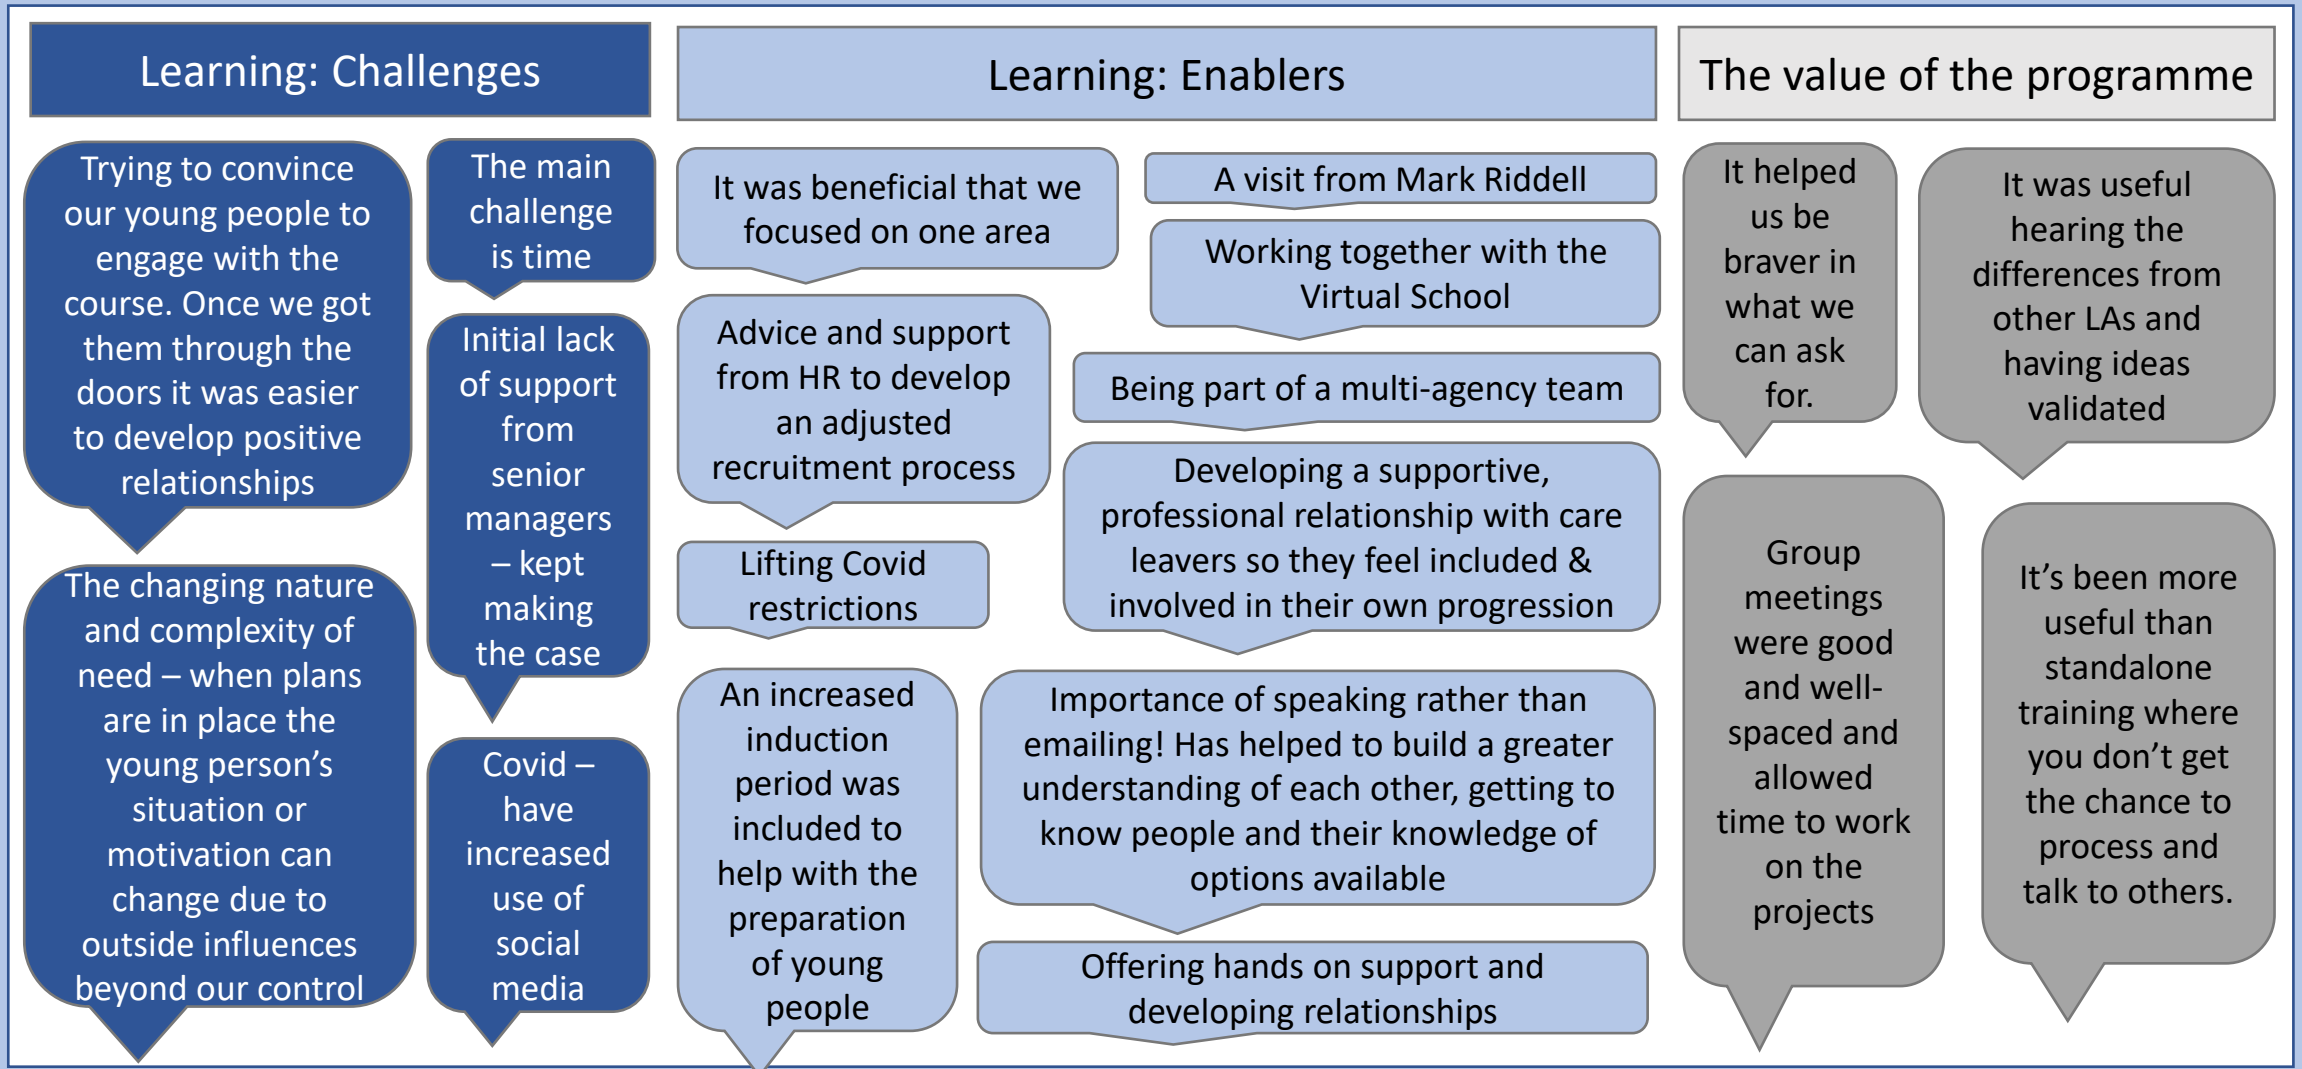 Learning: Challenges
Trying to convince
our young people to
engage with the
course. Once we got
them through the
doors it was easier
to develop positive
relationships
The main
challenge
is time
Initial lack
of support
from
senior
managers
– kept
making
the case
The changing nature
and complexity of
need – when plans
are in place the
young person’s
situation or
motivation can
change due to
outside influences
beyond our control
Covid –
have
increased
use of
social
media
Learning: Enablers
It was beneficial that we
focused on one area
A visit from Mark Riddell
Working together with the
Virtual School
Advice and support
from HR to develop
an adjusted
recruitment process
Being part of a multi-agency team
Developing a supportive,
professional relationship with care
leavers so they feel included &
involved in their own progression
Lifting Covid
restrictions
An increased
induction
period was
included to
help with the
preparation
of young
people
Importance of speaking rather than
emailing! Has helped to build a greater
understanding of each other, getting to
know people and their knowledge of
options available
Offering hands on support and
developing relationships
The value of the programme
It helped
us be
braver in
what we
can ask
for.
It was useful
hearing the
differences from
other LAs and
having ideas
validated
Group
meetings
were good
and well-
spaced and
allowed
time to work
on the
projects
It’s been more
useful than
standalone
training where
you don’t get
the chance to
process and
talk to others.